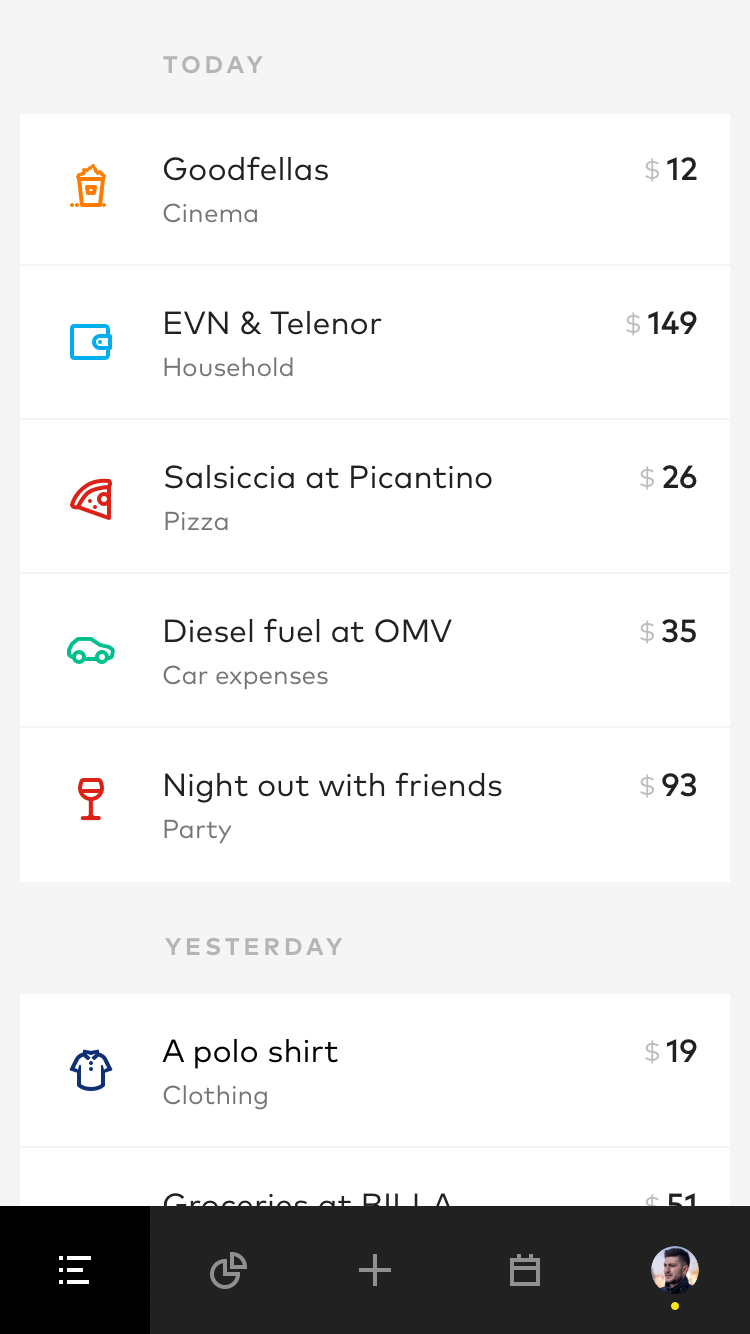 TODAY
Goodfellas $ 12
Cinema
EVN & Telenor $ 149
Household
Salsiccia at Picantino $ 26
Pizza
Diesel fuel at OMV $ 35
Car expenses
Night out with friends $ 93
Party
YESTERDAY
A polo shirt $ 19
Clothing
Groceries at BILLA $ 51